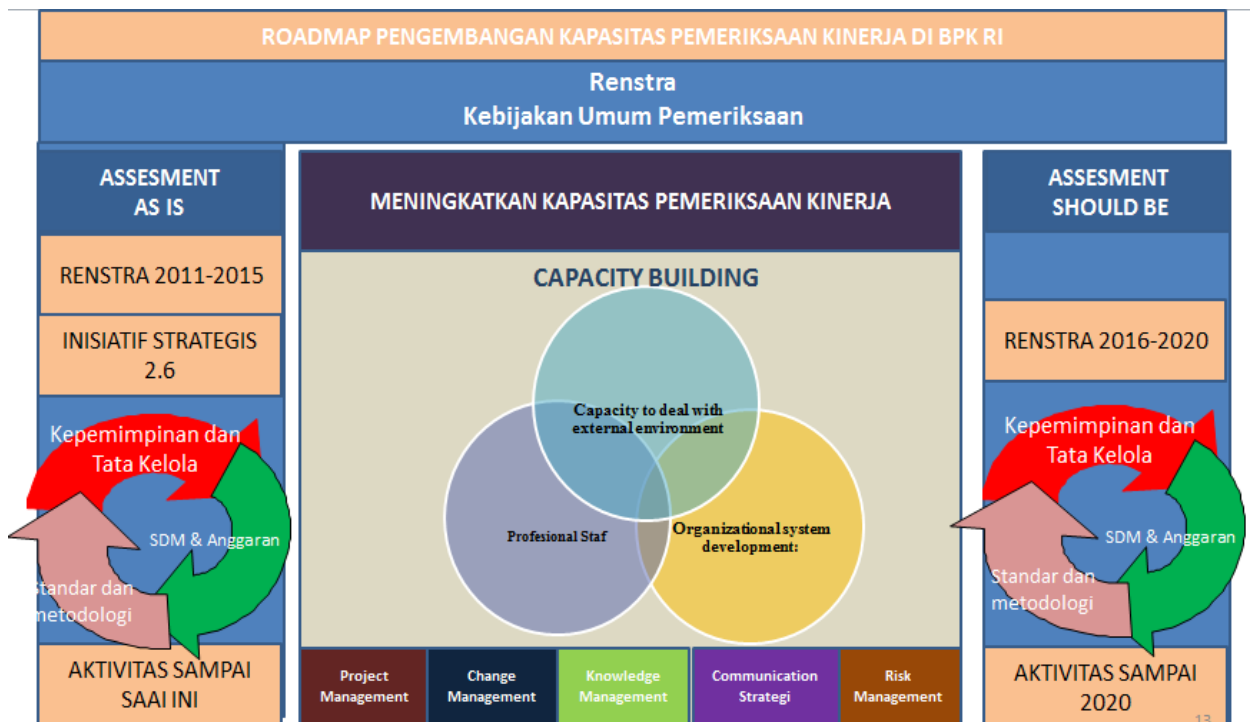 ROADMAP PENGEMBANGAN KAPASITAS PEMERIKSAAN KINERJA DI BPK RI
Renstra
Kebijakan Umum Pemeriksaan
ASSESMENT
AS IS
RENSTRA 2011-2015
INISIATIF STRATEGIS
2.6
Kepemimpinan dan
Tata Kelola
SDM & Anggaran
Standar dan
metodologi
AKTIVITAS SAMPAI
SAAI INI
MENINGKATKAN KAPASITAS PEMERIKSAAN KINERJA
CAPACITY BUILDING
Capacity to deal with
external environment
Profesional Staf
Organizational system
development:
Project
Management
Change
Management
Knowledge
Management
Communication
Strategi
Risk
Management
ASSESMENT
SHOULD BE
RENSTRA 2016-2020
Kepemimpinan dan
Tata Kelola
SDM & Anggaran
Standar dan
metodologi
AKTIVITAS SAMPAI
2020
13